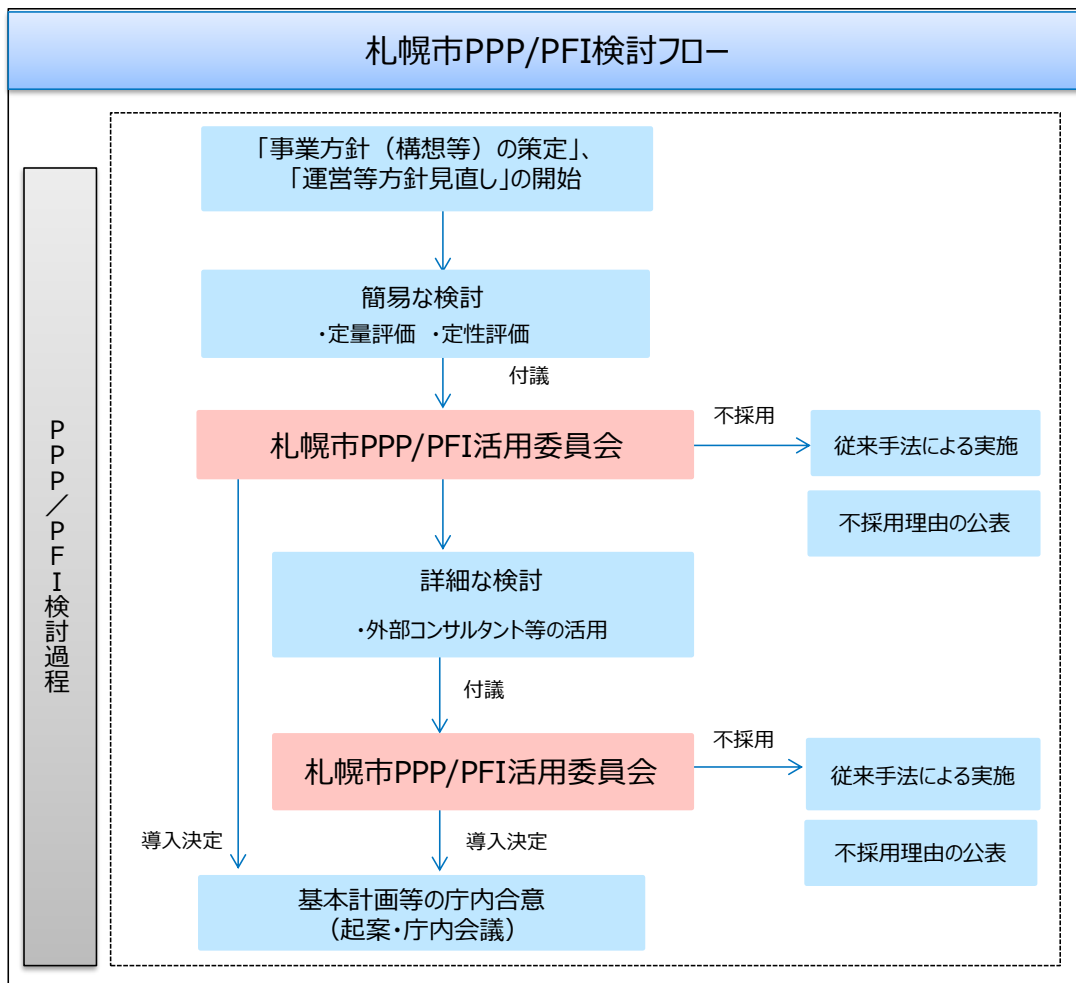 札幌市PPP/PFI検討フロー
PPP/PFI検討過程
「事業方針（構想等）の策定」、
「運営等方針見直し」の開始
簡易な検討
・定量評価 ・定性評価
付議
札幌市PPP/PFI活用委員会
不採用
従来手法による実施
不採用理由の公表
詳細な検討
・外部コンサルタント等の活用
付議
札幌市PPP/PFI活用委員会
不採用
従来手法による実施
不採用理由の公表
導入決定
導入決定
基本計画等の庁内合意
（起案・庁内会議）